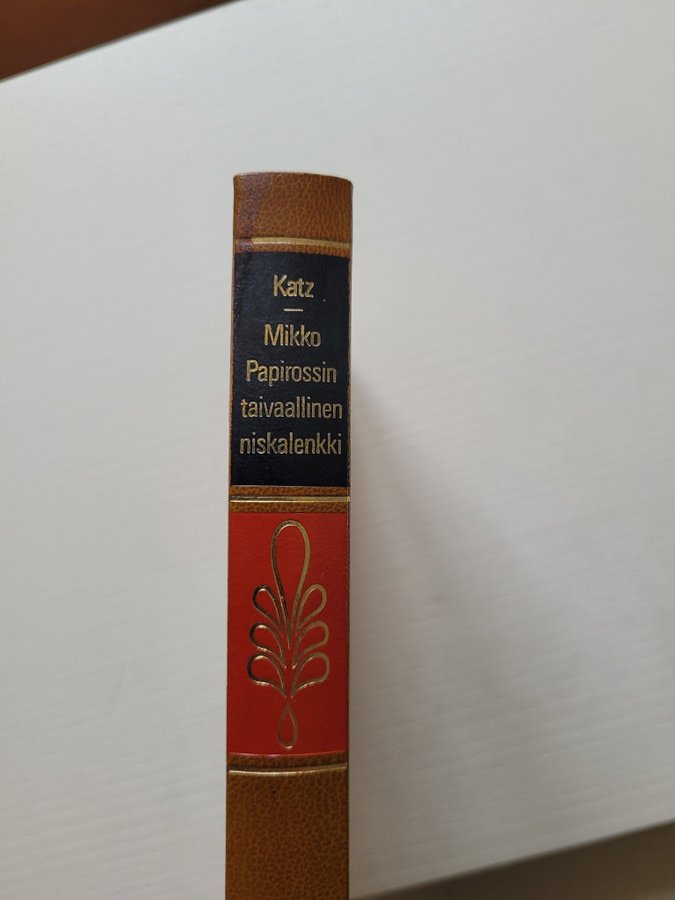 Katz
Mikko
Papirossin
taivaallinen
niskalenkki